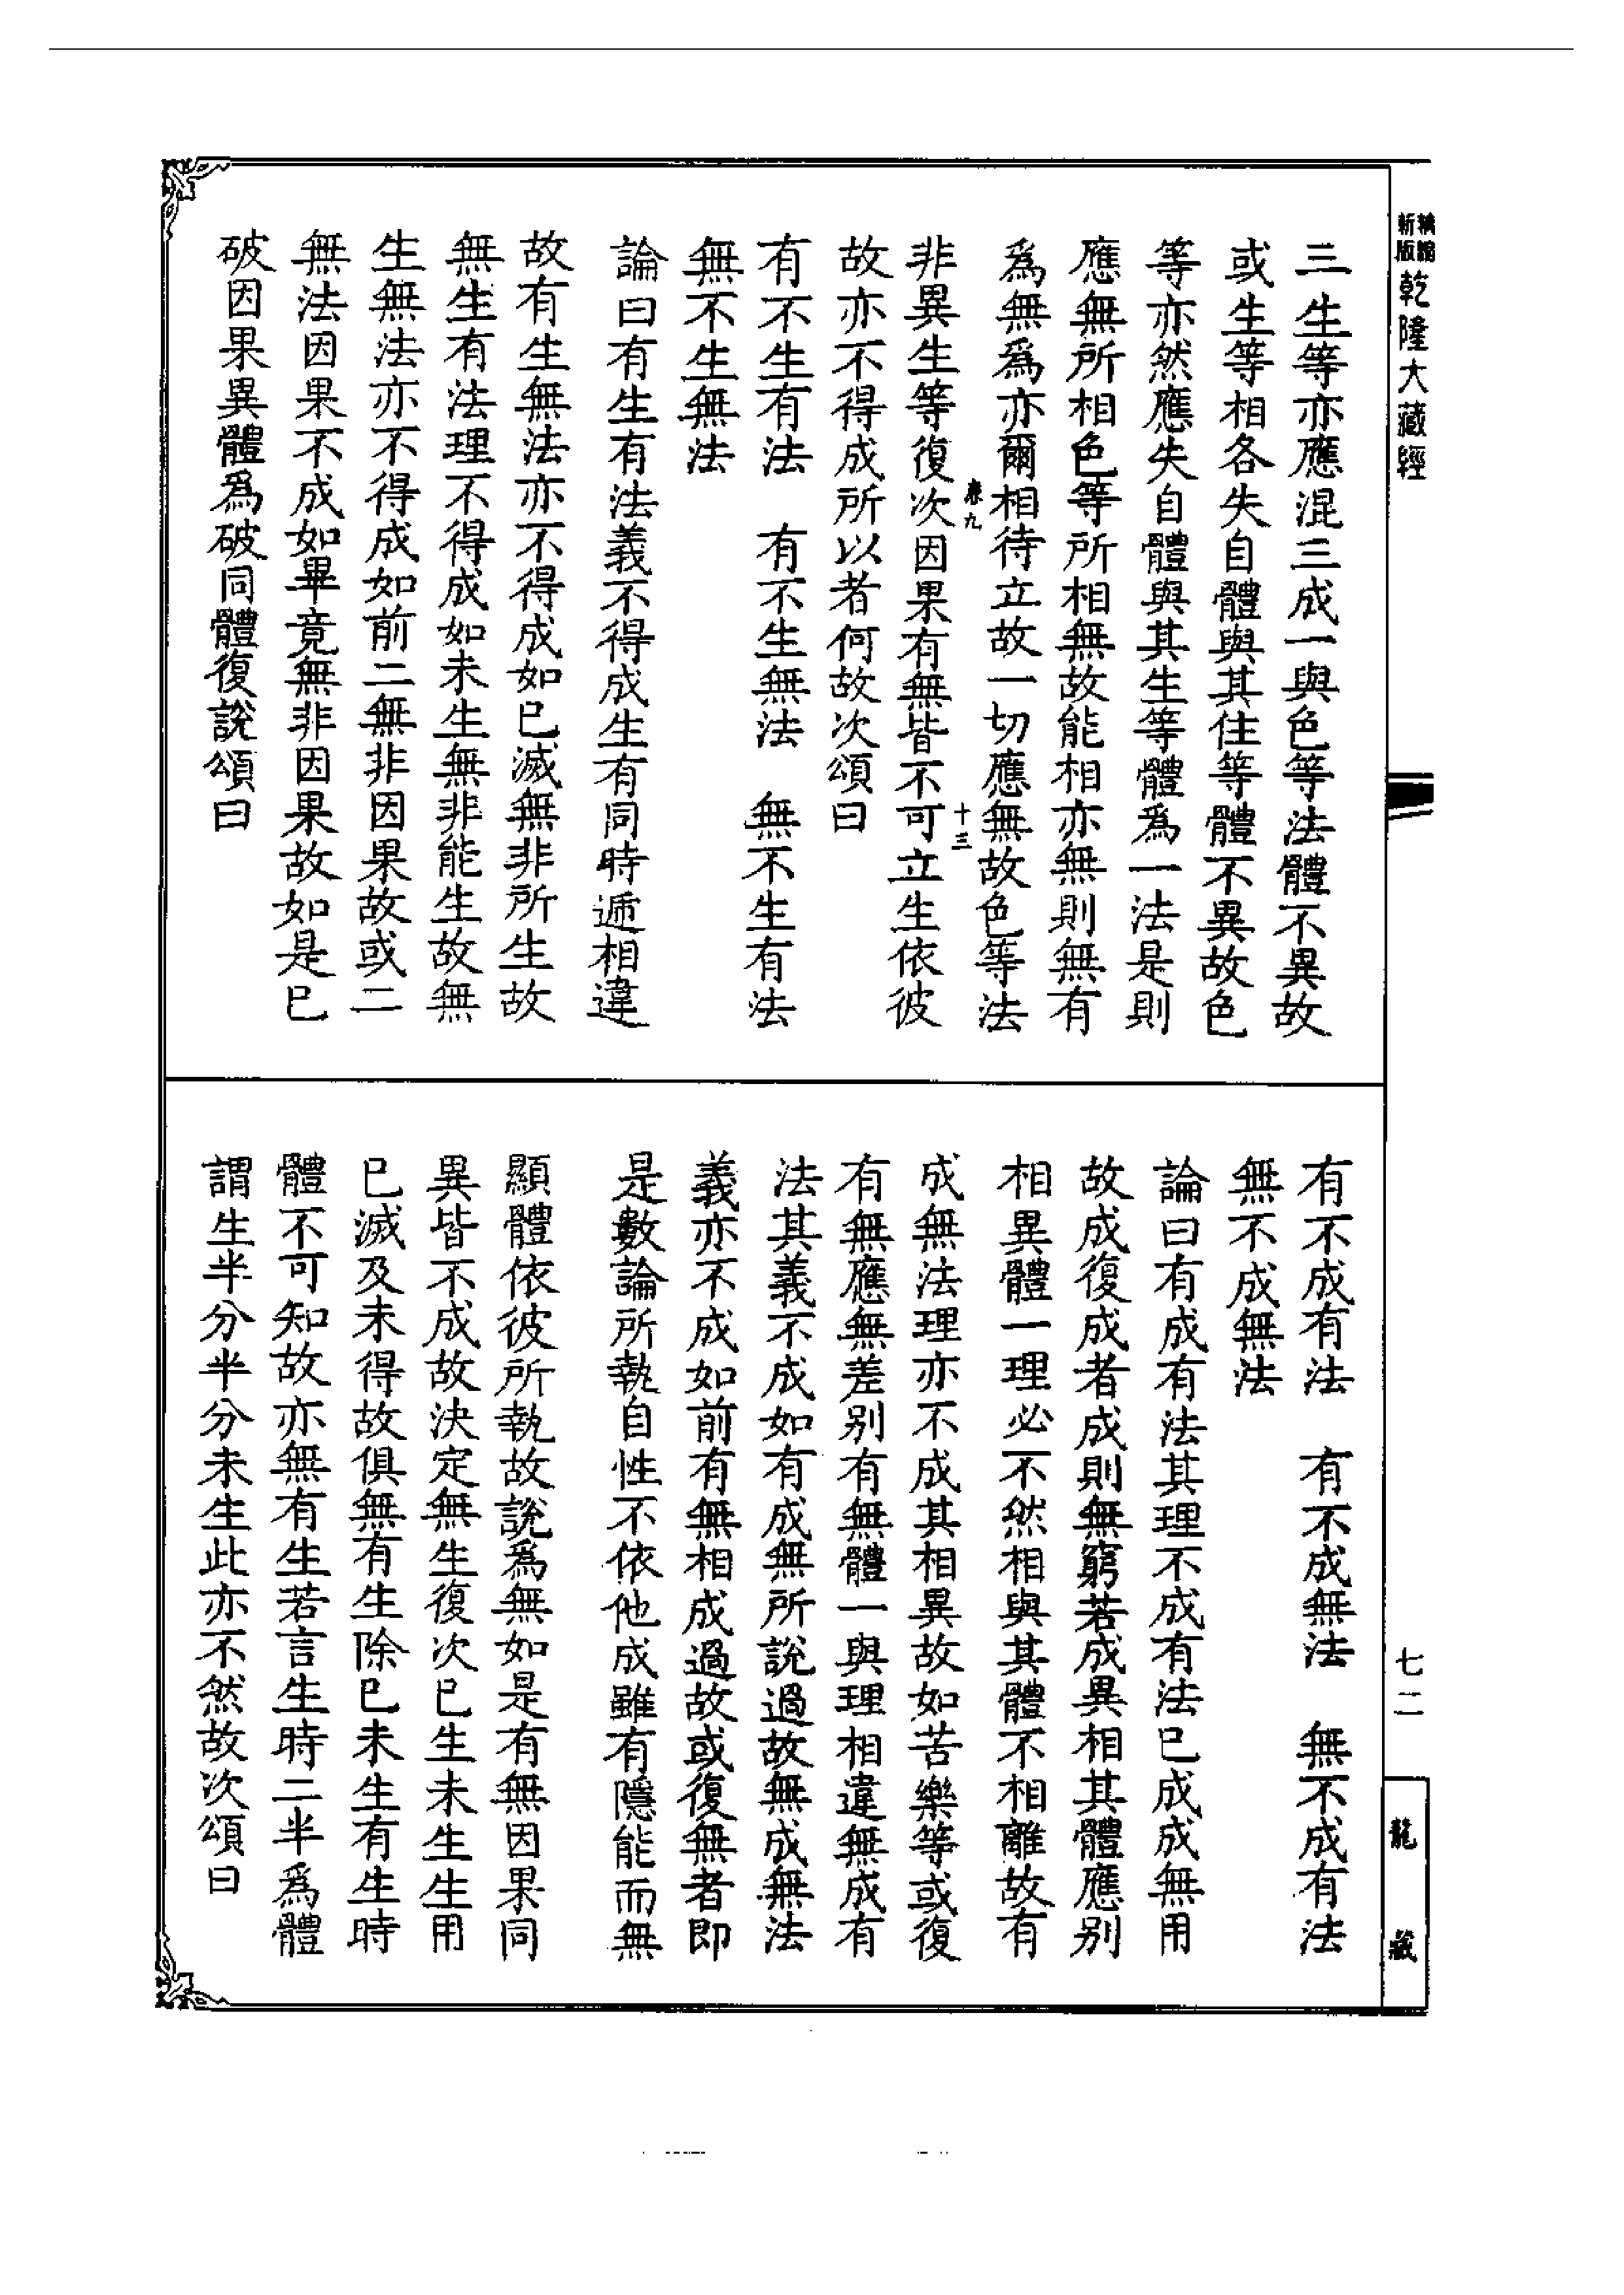 精縮
新版
乾隆大藏經
三生等亦應混三成一與色等法體不異故
或生等相各失自體與其住等體不異故色
等亦然應失自體與其生等體為一法是則
應無所相色等所相無故能相亦無則無有
為無為亦爾相待立故一切應無故色等法
十三
非異生等復次因果有無皆不可立生依彼
故亦不得成所以者何故次頌曰
有不生有法　有不生無法　無不生有法
無不生無法
論曰有生有法義不得成生有同時遞相違
故有生無法亦不得成如已滅無非所生故
無生有法理不得成如未生無非能生故無
生無法亦不得成如前二無非因果故或二
無法因果不成如畢竟無非因果故如是已
破因果異體為破同體復說頌曰
有不成有法　有不成無法　無不成有法
無不成無法
論曰有成有法其理不成有法已成成無用
故成復成者成則無窮若成異相其體應別
相異體一理必不然相與其體不相離故有
成無法理亦不成其相異故如苦樂等或復
有無應無差別有無體一與理相違無成有
法其義不成如有成無所說過故無成無法
義亦不成如前有無相成過故或復無者即
是數論所執自性不依他成雖有隱能而無
顯體依彼所執故說為無如是有無因果同
異皆不成故決定無生復次已生未生生用
已滅及未得故俱無有生除已未生有生時
體不可知故亦無有生若言生時二半為體
謂生半分半分未生此亦不然故次頌曰
七二
龍藏